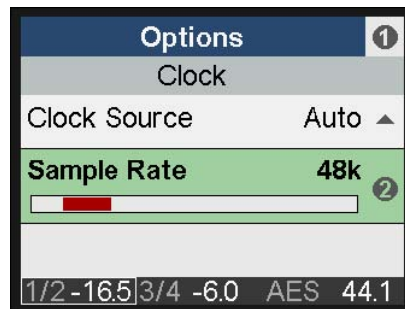 Options 1
Clock
Clock Source Auto
Sample Rate 48k
2
1/2 -16.5 3/4 -6.0 AES 44.1